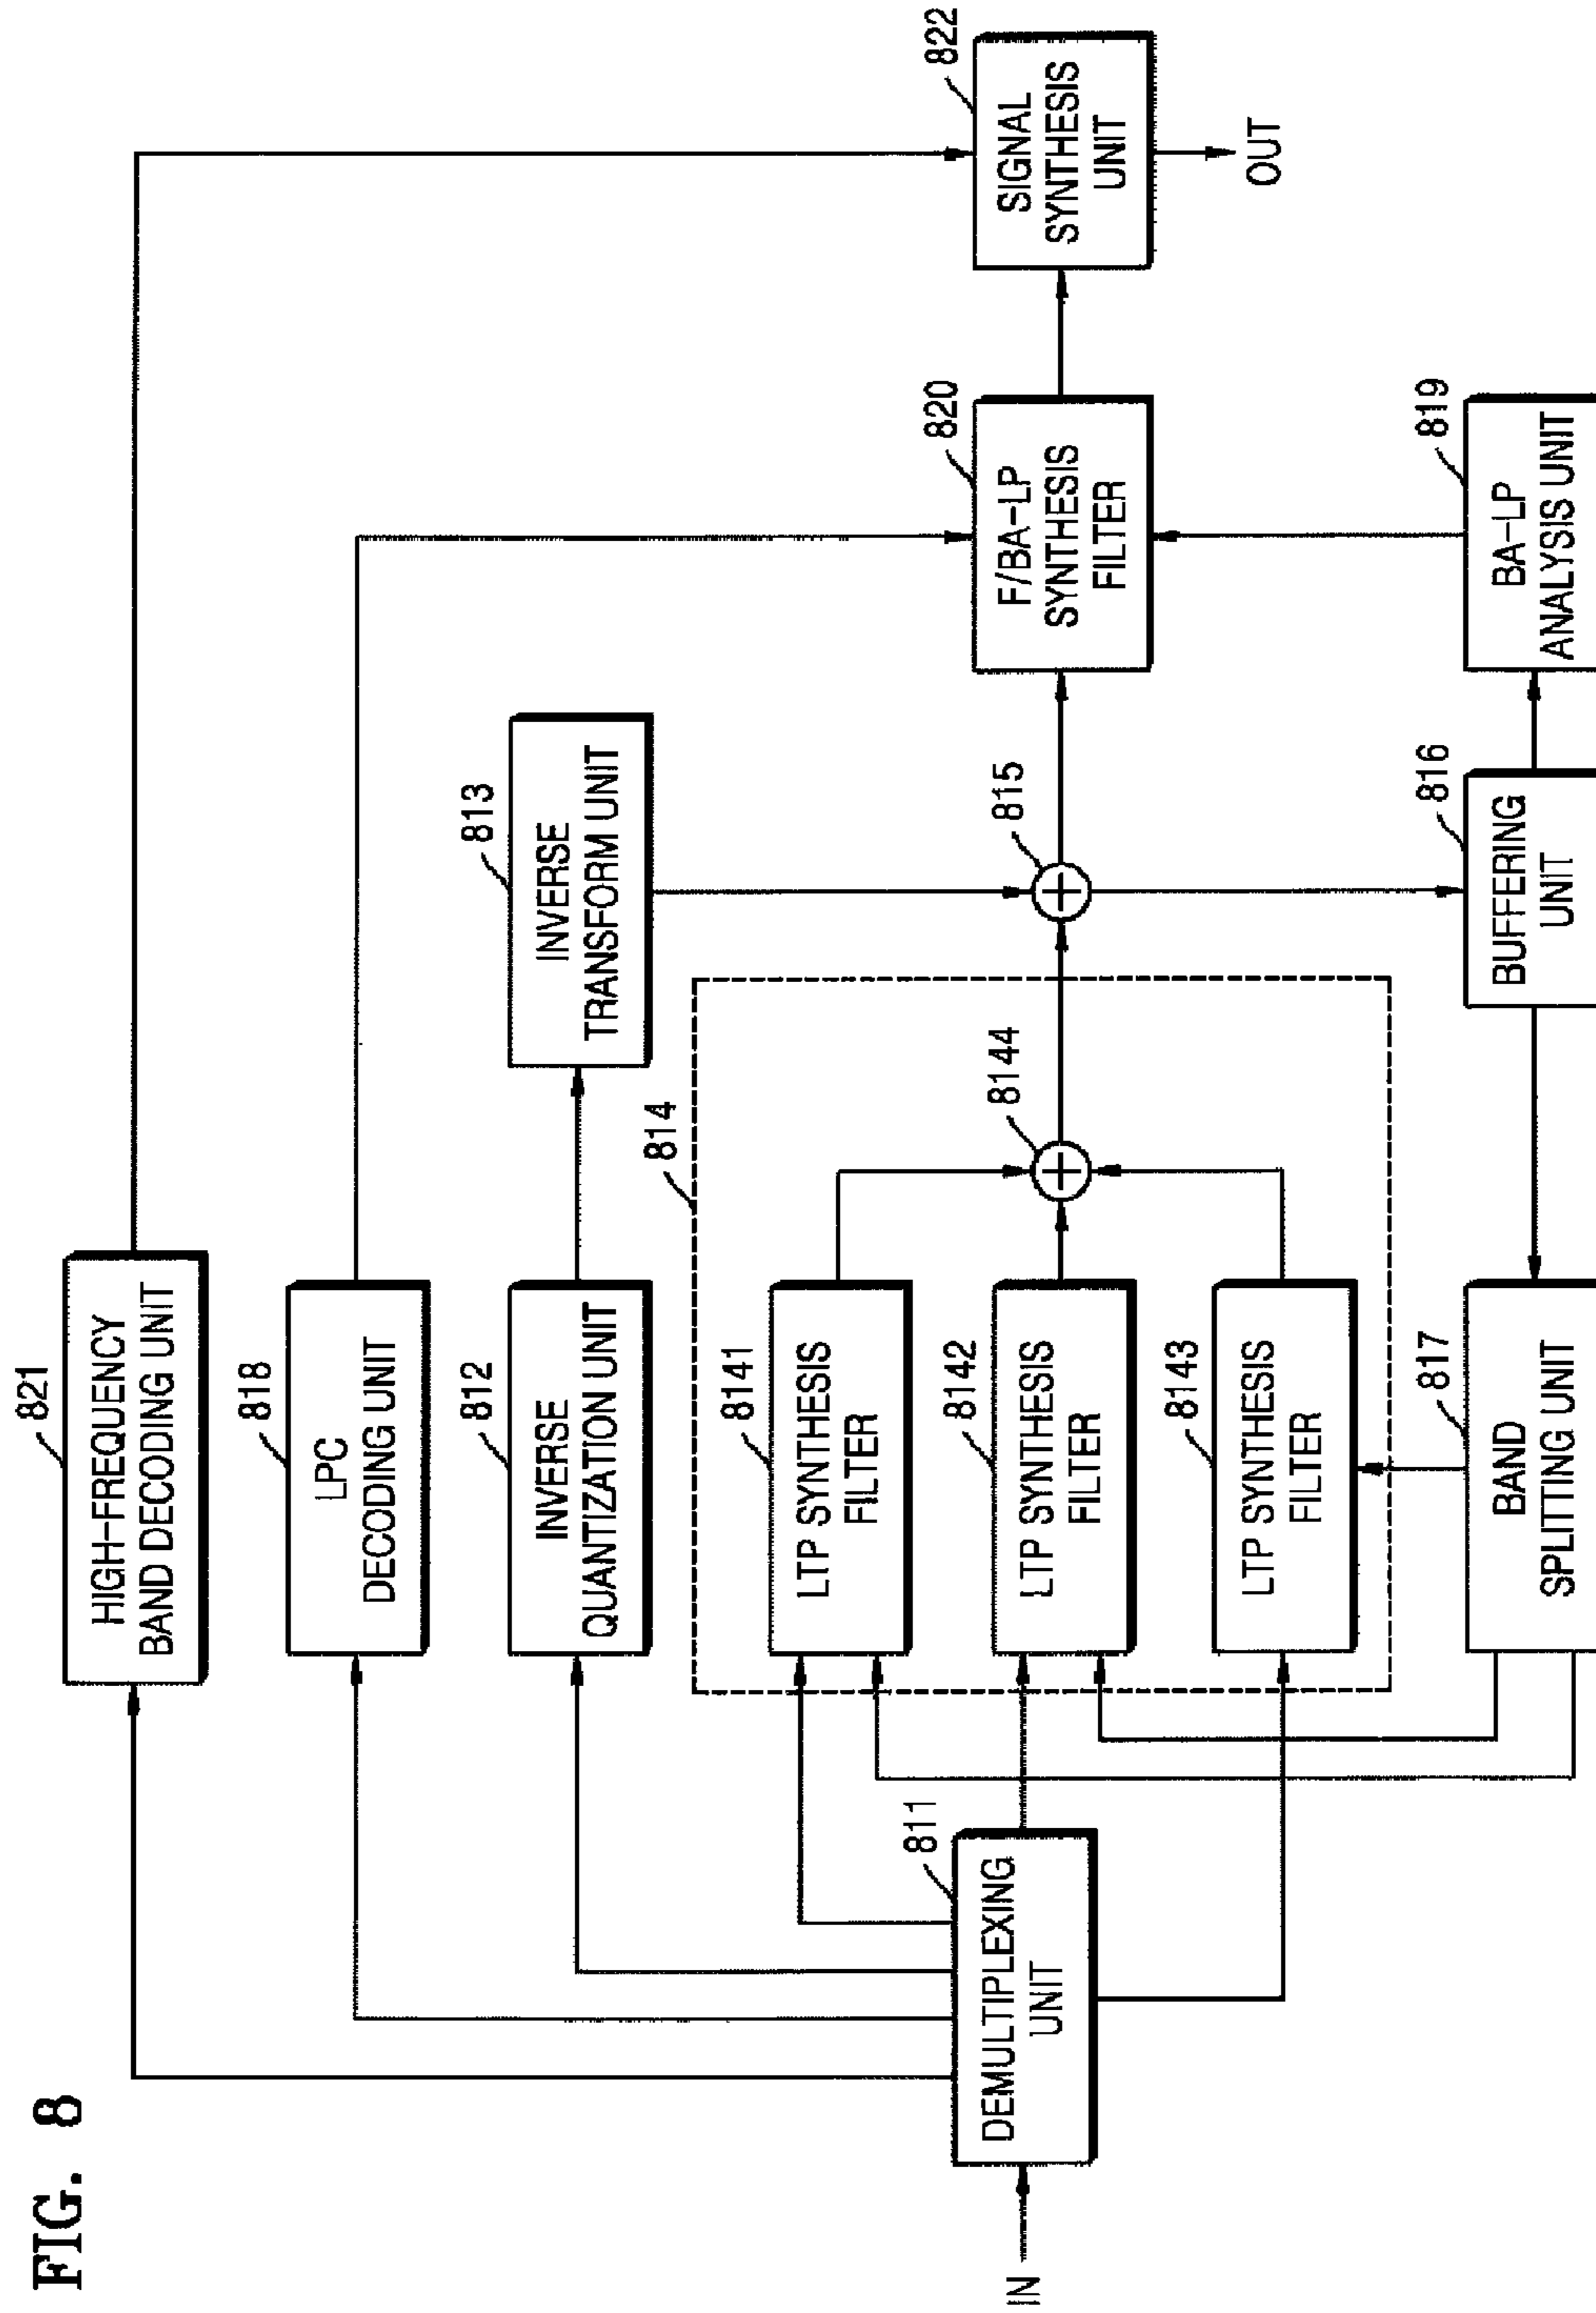 FIG. 8
821
HIGH-FREQUENCY
BAND DECODING UNIT
818
LPC
DECODING UNIT
812
INVERSE
QUANTIZATION UNIT
813
INVERSE
TRANSFORM UNIT
814
8141
LTP SYNTHESIS
FILTER
8142
LTP SYNTHESIS
FILTER
8143
LTP SYNTHESIS
FILTER
8144
815
IN
811
DEMULTIPLEXING
UNIT
820
F/BA-LP
SYNTHESIS
FILTER
822
SIGNAL
SYNTHESIS
UNIT
OUT
817
BAND
SPLITTING UNIT
816
BUFFERING
UNIT
819
BA-LP
ANALYSIS UNIT